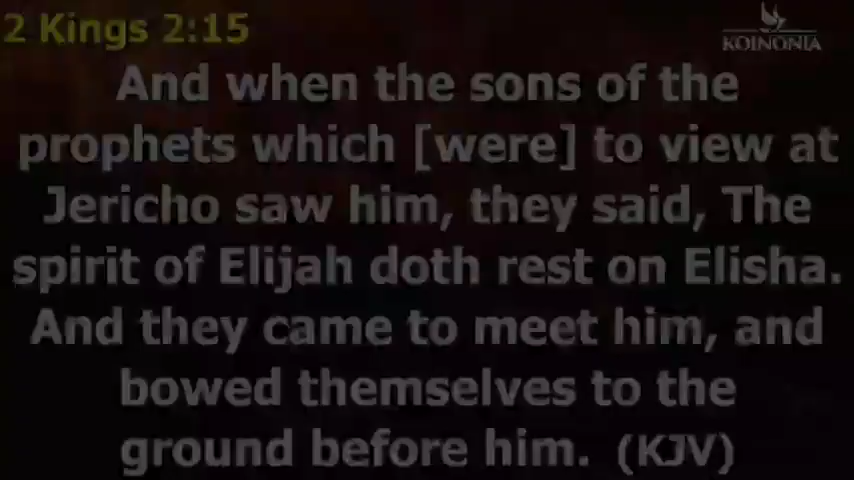 2 Kings 2:15
KOINONIA
And when the sons of the
prophets which [were] to view at
Jericho saw him, they said, The
spirit of Elijah doth rest on Elisha.
And they came to meet him, and
bowed themselves to the
ground before him. (KJV)